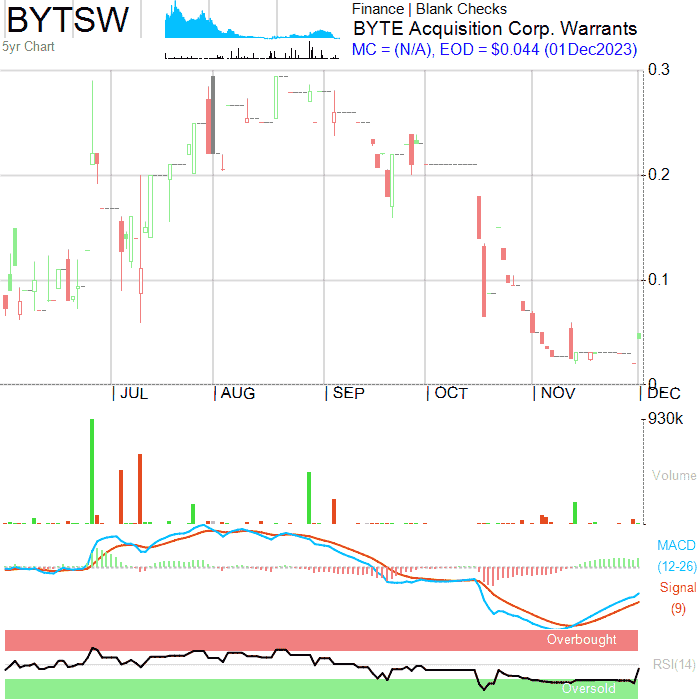 BYTSW
5yr Chart
Finance | Blank Checks
BYTE Acquisition Corp. Warrants
MC = (N/A), EOD = $0.044 (01Dec2023)
0.3
0.2
0.1
0
JUL
AUG
SEP
OCT
NOV
DEC
930k
Volume
MACD
(12-26)
Signal
(9)
Overbought
RSI(14)
Oversold